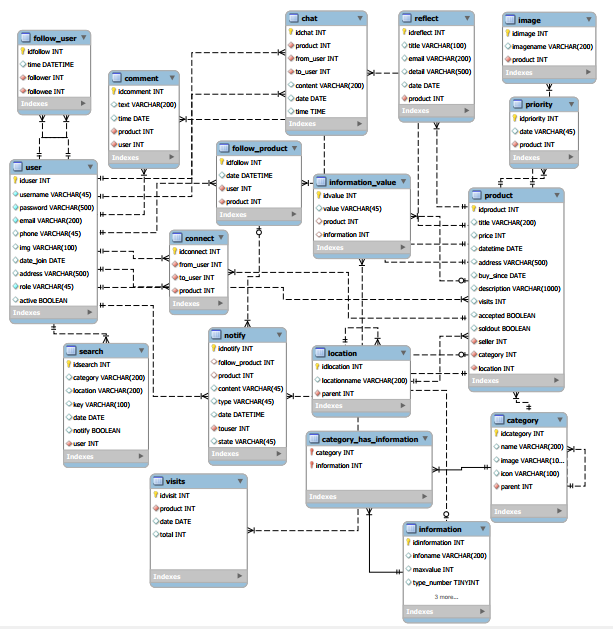 follow_user
idfollow INT
time DATETIME
follower INT
followee INT
Indexes
comment
idcomment INT
text VARCHAR(200)
time DATE
product INT
user INT
Indexes
chat
idchat INT
product INT
from_user INT
to_user INT
content VARCHAR(200)
date DATE
time TIME
Indexes
reflect
idreflect INT
title VARCHAR(100)
email VARCHAR(200)
detail VARCHAR(500)
date DATE
product INT
Indexes
image
idimage INT
imagename VARCHAR(200)
product INT
Indexes
priority
idpriority INT
date VARCHAR(45)
product INT
Indexes
user
iduser INT
username VARCHAR(45)
password VARCHAR(500)
email VARCHAR(200)
phone VARCHAR(45)
img VARCHAR(100)
date_join DATE
address VARCHAR(500)
role VARCHAR(45)
active BOOLEAN
Indexes
follow_product
idfollow INT
date DATETIME
user INT
product INT
Indexes
information_value
idvalue INT
value VARCHAR(45)
product INT
information INT
Indexes
product
idproduct INT
title VARCHAR(200)
price INT
datetime DATE
address VARCHAR(500)
buy_since DATE
description VARCHAR(1000)
visits INT
accepted BOOLEAN
soldout BOOLEAN
seller INT
category INT
location INT
Indexes
connect
idconnect INT
from_user INT
to_user INT
product INT
Indexes
search
idsearch INT
category VARCHAR(200)
location VARCHAR(200)
key VARCHAR(100)
date DATE
notify BOOLEAN
user INT
Indexes
notify
idnotify INT
follow_product INT
product INT
content VARCHAR(45)
type VARCHAR(45)
date DATETIME
touser INT
state VARCHAR(45)
Indexes
location
idlocation INT
locationname VARCHAR(200)
parent INT
Indexes
category
idcategory INT
name VARCHAR(200)
image VARCHAR(10...
icon VARCHAR(100)
parent INT
Indexes
category_has_information
category INT
information INT
Indexes
visits
idvisit INT
product INT
date DATE
total INT
Indexes
information
idinformation INT
infoname VARCHAR(200)
maxvalue INT
type_number TINYINT
3 more...
Indexes